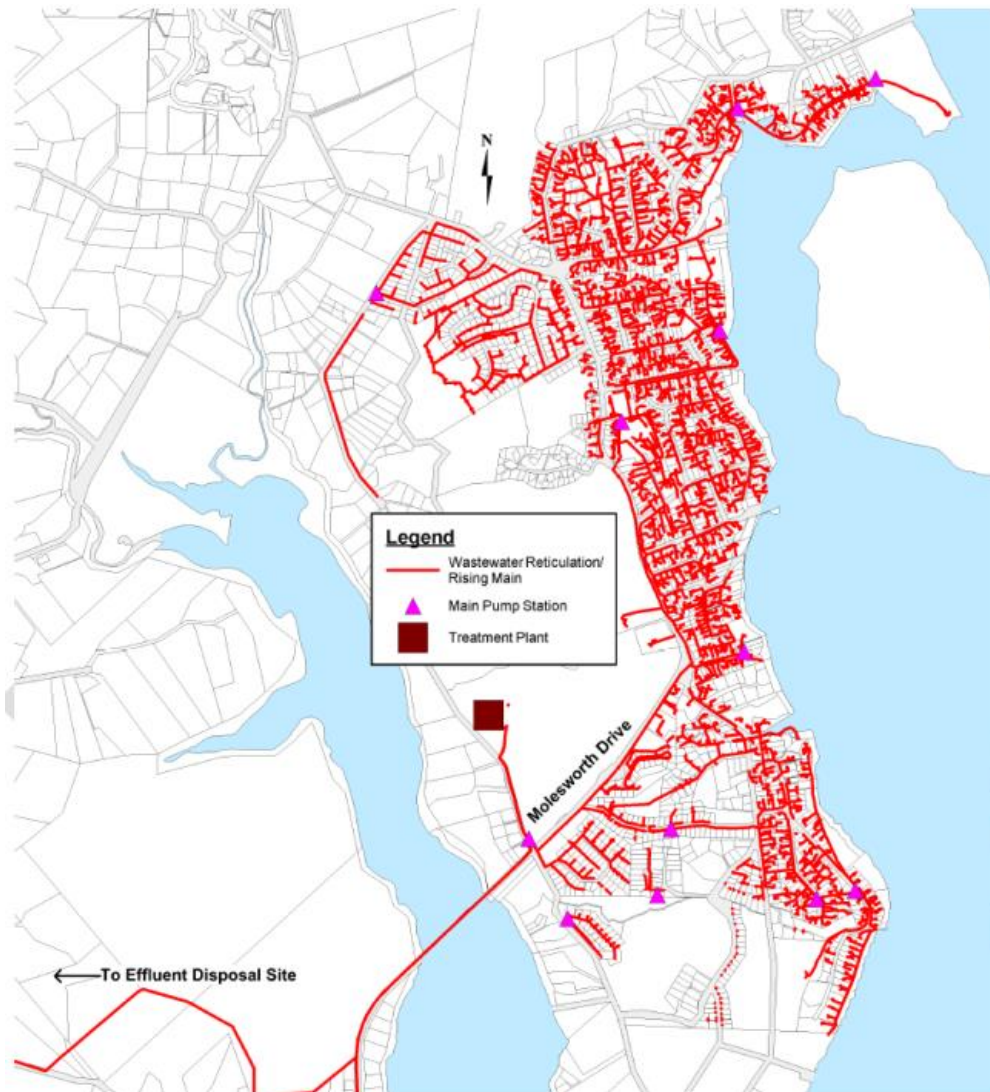 N
Legend
Wastewater Reticulation/
Rising Main
Main Pump Station
Treatment Plant
Molesworth Drive
To Effluent Disposal Site